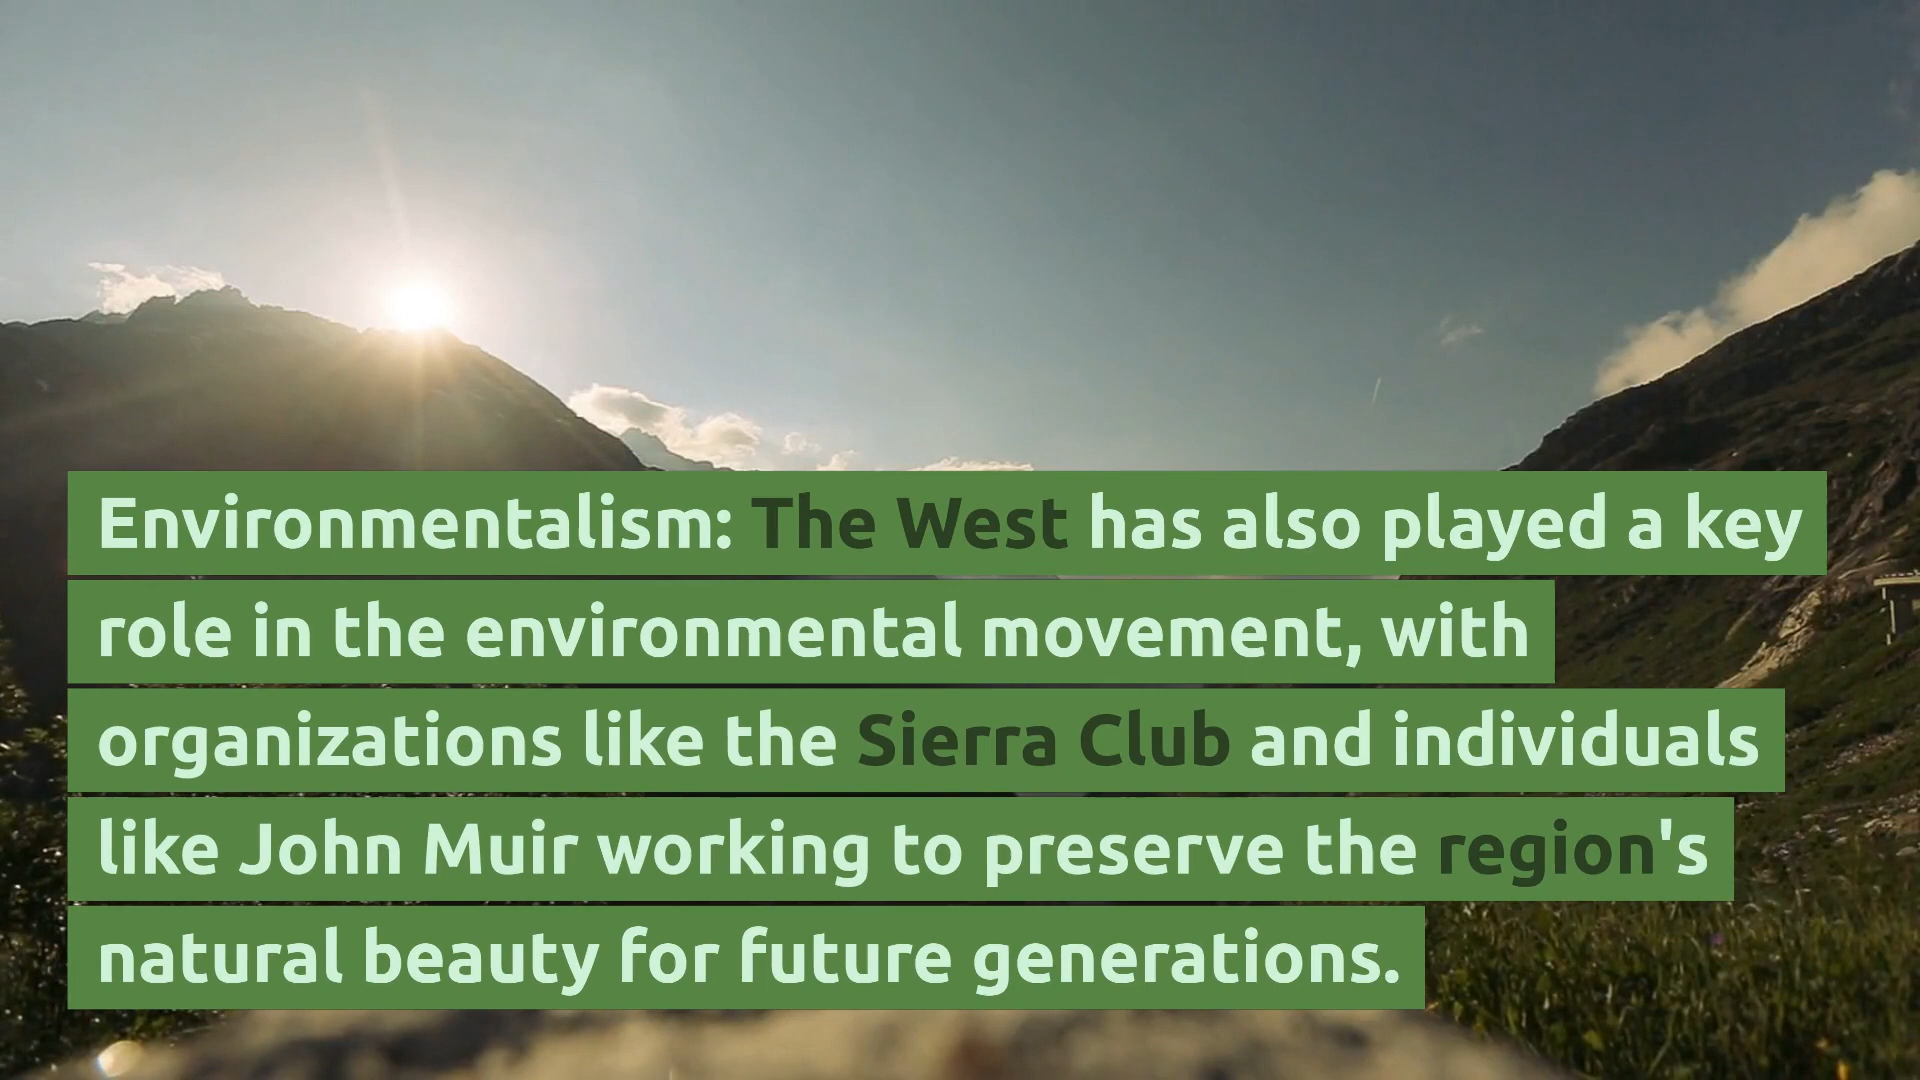 Environmentalism: The West has also played a key
role in the environmental movement, with
organizations like the Sierra Club and individuals
like John Muir working to preserve the region's
natural beauty for future generations.